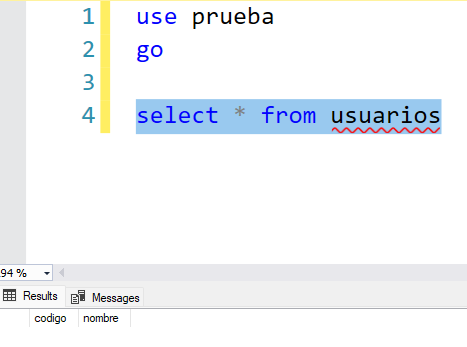 1 use prueba
2 go
3
4 select * from usuarios
94 %
Results Messages
codigo nombre